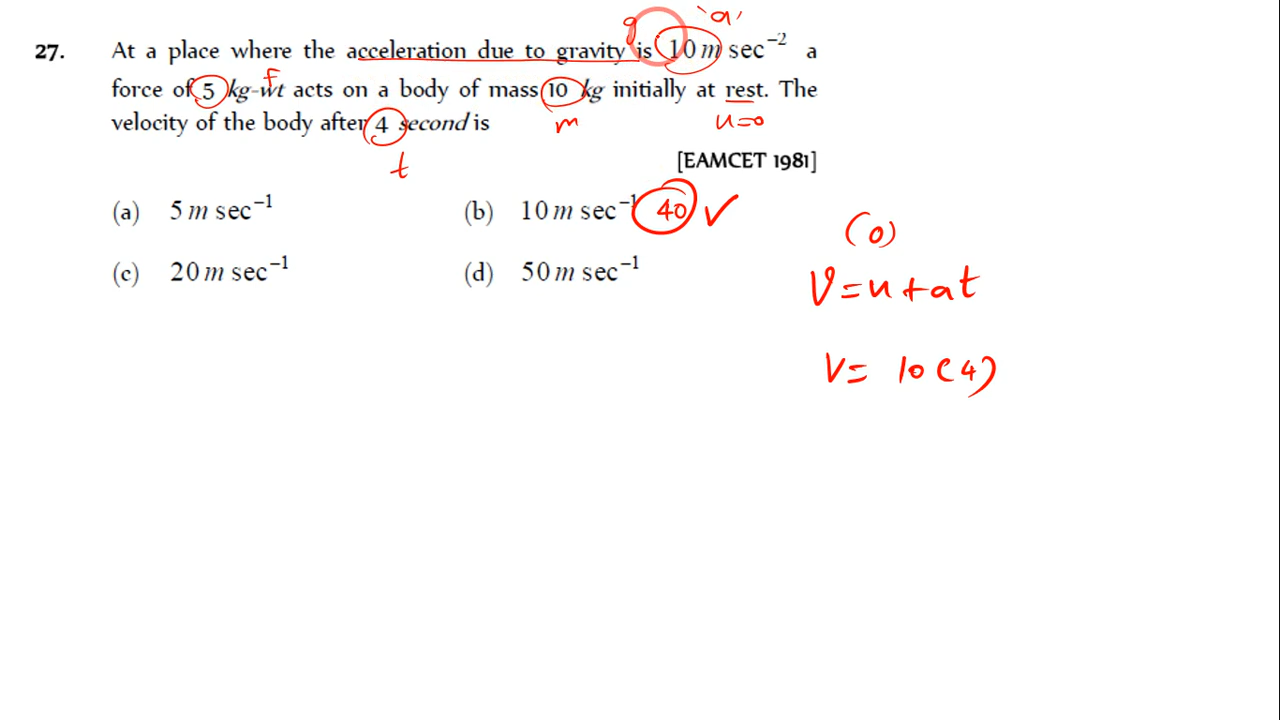 g 'a'
27. At a place where the acceleration due to gravity is 10 m sec⁻² a
force of 5 kg-wt acts on a body of mass 10 kg initially at rest. The
F
velocity of the body after 4 second is
m u=0
t
[EAMCET 1981]
(a) 5 m sec⁻¹ (b) 10 m sec⁻¹ 40 ✓
(0)
(c) 20 m sec⁻¹ (d) 50 m sec⁻¹
V=u+at
V= 10(4)